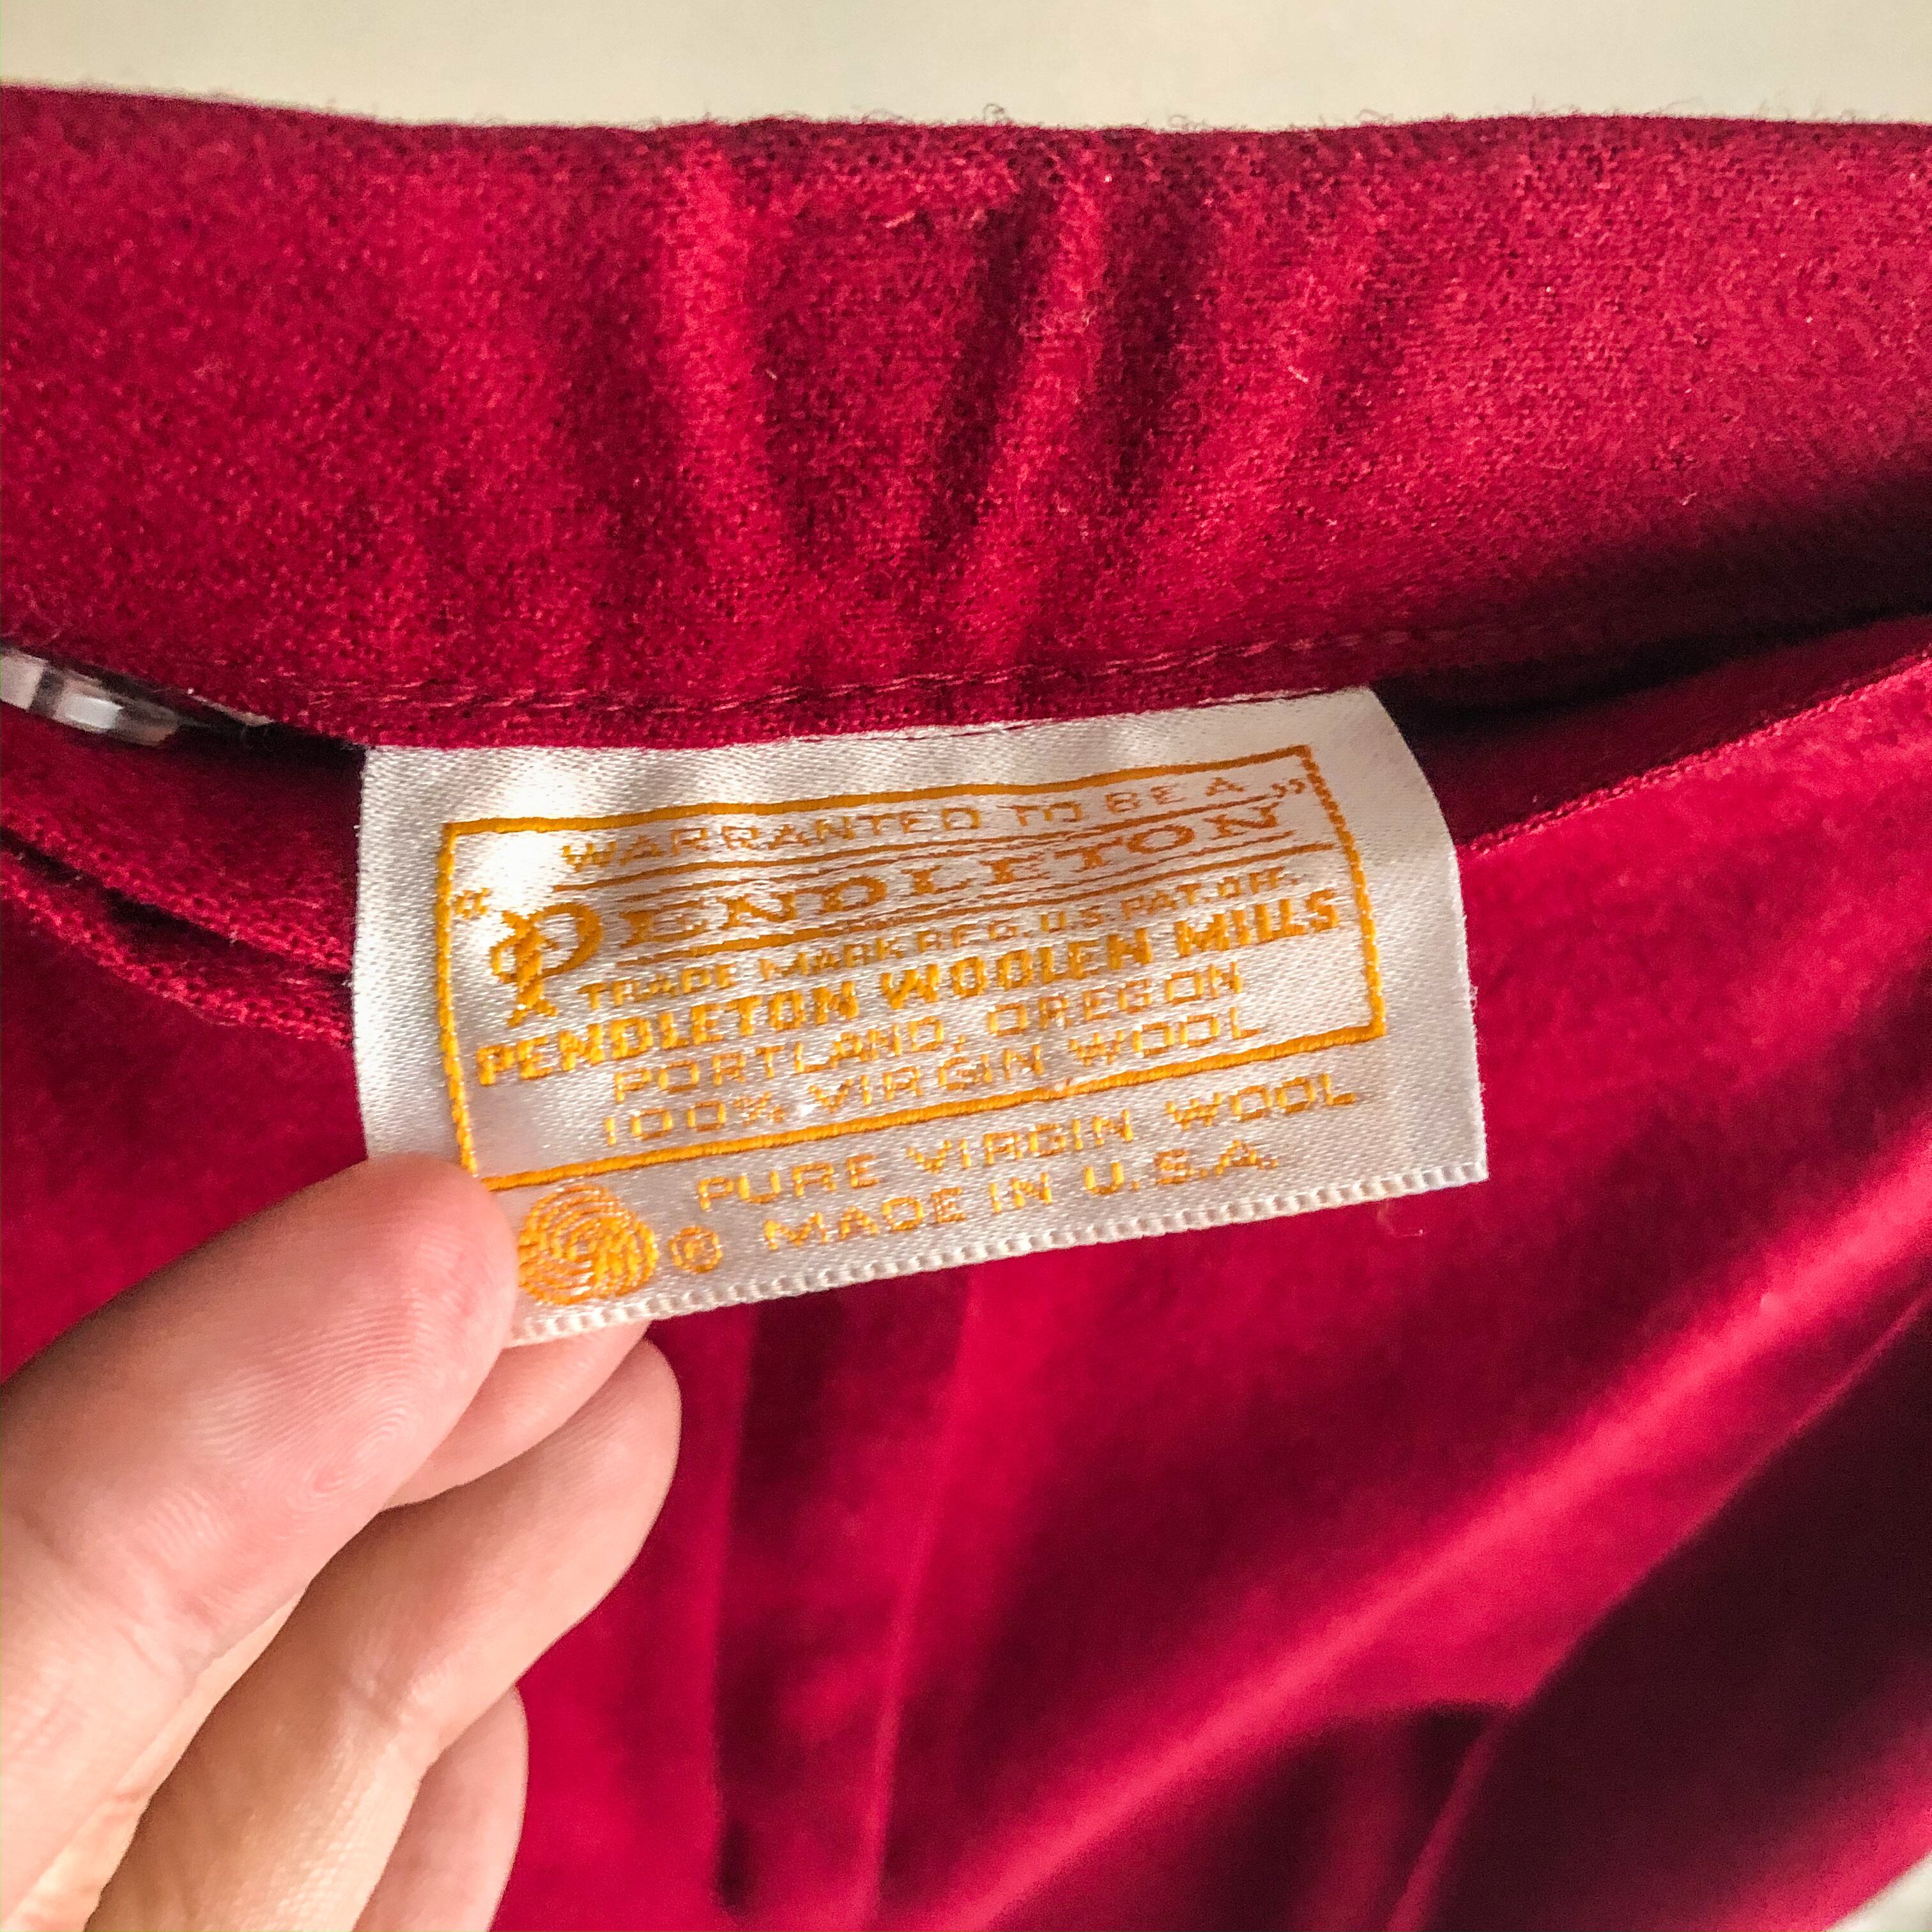 WARRANTED TO BE A
"PENDLETON"
TRADE MARK REG. U.S. PAT. OFF.
PENDLETON WOOLEN MILLS
PORTLAND, OREGON
100% VIRGIN WOOL
PURE VIRGIN WOOL
® MADE IN U.S.A.